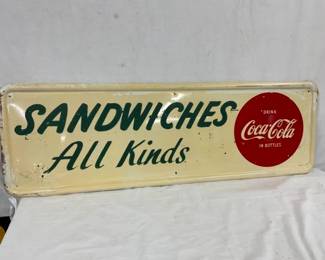 SANDWICHES
All Kinds
DRINK
Coca-Cola
IN BOTTLES